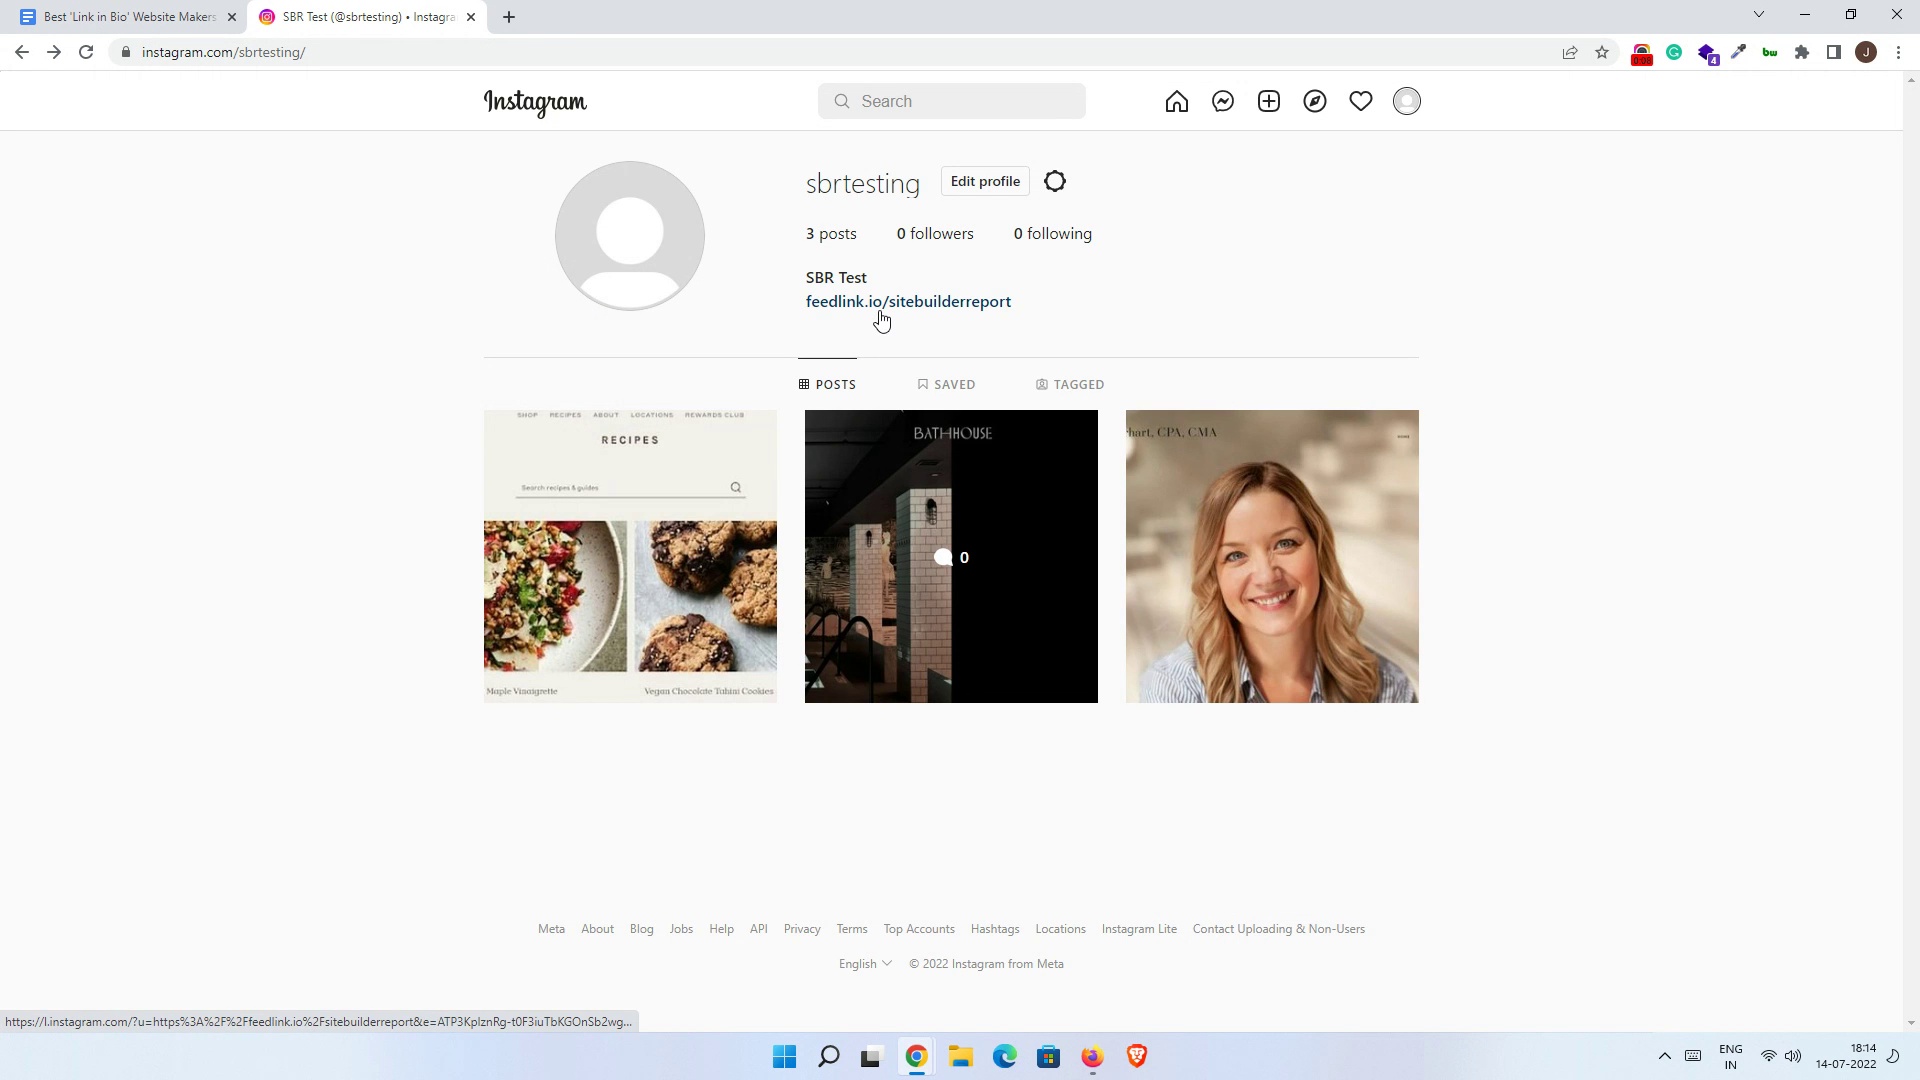 Best 'Link in Bio' Website Makers
SBR Test (@sbrtesting) • Instagra
instagram.com/sbrtesting/
0:08
4
bw
J
Instagram
Search
sbrtesting
Edit profile
3 posts
0 followers
0 following
SBR Test
feedlink.io/sitebuilderreport
POSTS
SAVED
TAGGED
SHOP RECIPES ABOUT LOCATIONS REWARDS CLUB
RECIPES
Search recipes & guides
Maple Vinaigrette
Vegan Chocolate Tahini Cookies
BATHHOUSE
0
hart, CPA, CMA
Meta About Blog Jobs Help API Privacy Terms Top Accounts Hashtags Locations Instagram Lite Contact Uploading & Non-Users
English © 2022 Instagram from Meta
https://l.instagram.com/?u=https%3A%2F%2Ffeedlink.io%2Fsitebuilderreport&e=ATP3KplznRg-t0F3iuTbKGOnSb2wg...
ENG
IN
18:14
14-07-2022